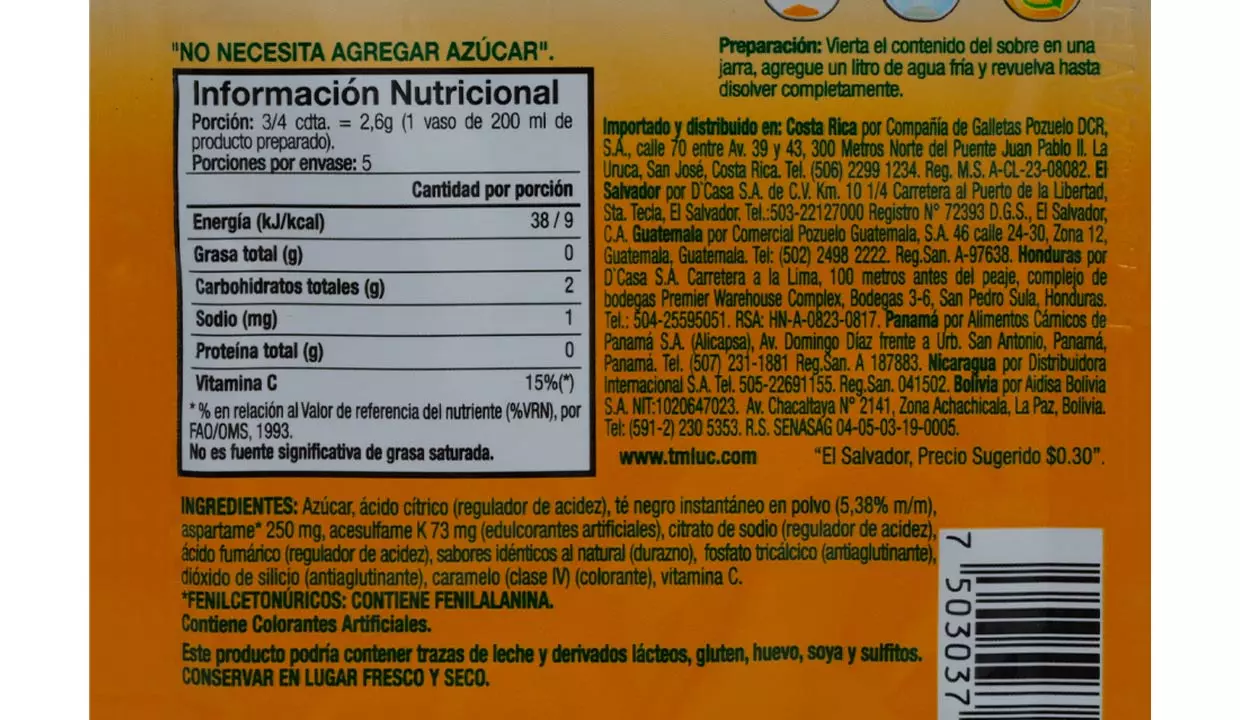 "NO NECESITA AGREGAR AZÚCAR".
Información Nutricional
Porción: 3/4 cdta. = 2,6g (1 vaso de 200 ml de
producto preparado).
Porciones por envase: 5
Cantidad por porción
Energía (kJ/kcal) 38 / 9
Grasa total (g) 0
Carbohidratos totales (g) 2
Sodio (mg) 1
Proteína total (g) 0
Vitamina C 15%(*)
* % en relación al Valor de referencia del nutriente (%VRN), por
FAO/OMS, 1993.
No es fuente significativa de grasa saturada.
Preparación: Vierta el contenido del sobre en una
jarra, agregue un litro de agua fría y revuelva hasta
disolver completamente.
Importado y distribuido en: Costa Rica por Compañía de Galletas Pozuelo DCR,
S.A., calle 70 entre Av. 39 y 43, 300 Metros Norte del Puente Juan Pablo II. La
Uruca, San José, Costa Rica. Tel. (506) 2299 1234. Reg. M.S. A-CL-23-08082. El
Salvador por D'Casa S.A. de C.V. Km. 10 1/4 Carretera al Puerto de la Libertad,
Sta. Tecla, El Salvador. Tel.:503-22127000 Registro N° 72393 D.G.S., El Salvador,
C.A. Guatemala por Comercial Pozuelo Guatemala, S.A. 46 calle 24-30, Zona 12,
Guatemala, Guatemala. Tel: (502) 2498 2222. Reg.San. A-97638. Honduras por
D'Casa S.A. Carretera a la Lima, 100 metros antes del peaje, complejo de
bodegas Premier Warehouse Complex, Bodegas 3-6, San Pedro Sula, Honduras.
Tel.: 504-25595051. RSA: HN-A-0823-0817. Panamá por Alimentos Cárnicos de
Panamá S.A. (Alicapsa), Av. Domingo Díaz frente a Urb. San Antonio, Panamá,
Panamá. Tel. (507) 231-1881 Reg.San. A 187883. Nicaragua por Distribuidora
Internacional S.A. Tel. 505-22691155. Reg.San. 041502. Bolivia por Aidisa Bolivia
S.A. NIT:1020647023. Av. Chacaltaya N° 2141, Zona Achachicala, La Paz, Bolivia.
Tel: (591-2) 230 5353. R.S. SENASAG 04-05-03-19-0005.
www.tmluc.com "El Salvador, Precio Sugerido $0.30".
INGREDIENTES: Azúcar, ácido cítrico (regulador de acidez), té negro instantáneo en polvo (5,38% m/m),
aspartame* 250 mg, acesulfame K 73 mg (edulcorantes artificiales), citrato de sodio (regulador de acidez),
ácido fumárico (regulador de acidez), sabores idénticos al natural (durazno), fosfato tricálcico (antiaglutinante),
dióxido de silicio (antiaglutinante), caramelo (clase IV) (colorante), vitamina C.
*FENILCETONÚRICOS: CONTIENE FENILALANINA.
Contiene Colorantes Artificiales.
Este producto podría contener trazas de leche y derivados lácteos, gluten, huevo, soya y sulfitos.
CONSERVAR EN LUGAR FRESCO Y SECO.
7 503037